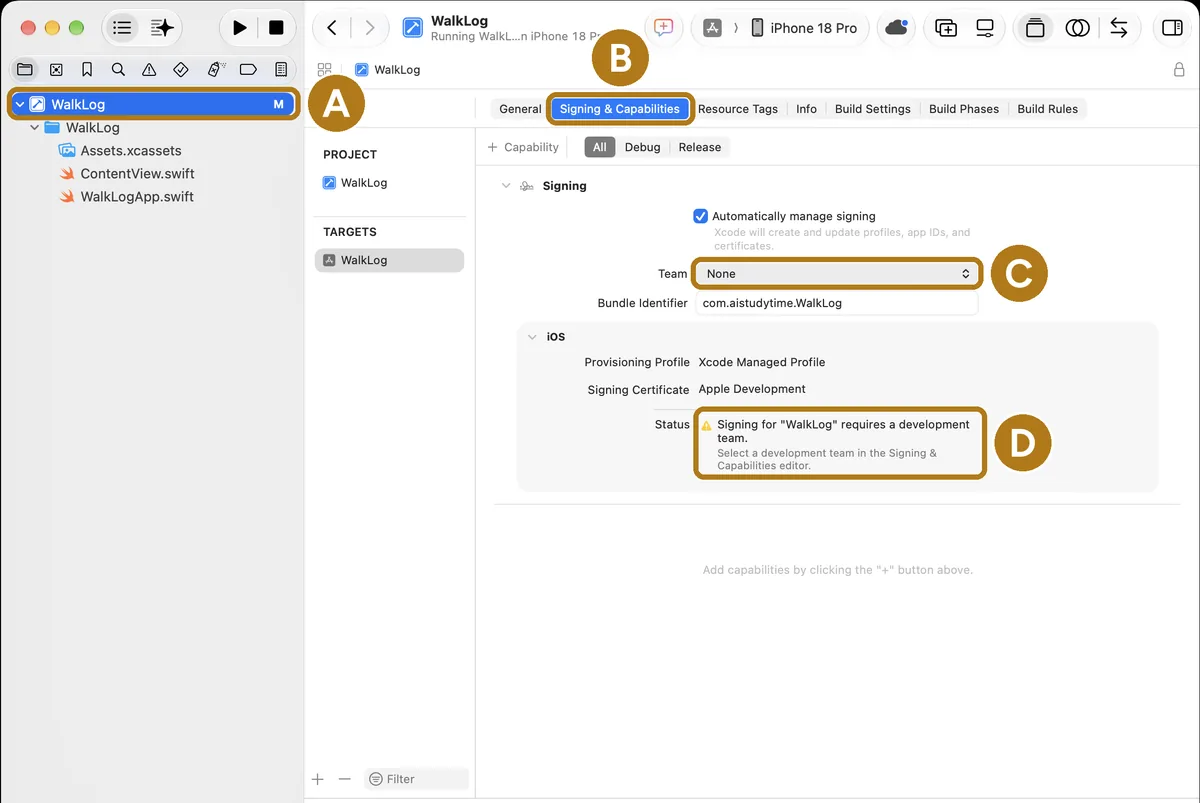 WalkLog
Running WalkL...n iPhone 18 Pr
iPhone 18 Pro
WalkLog
B
WalkLog M
A
WalkLog
Assets.xcassets
ContentView.swift
WalkLogApp.swift
General
Signing & Capabilities
Resource Tags
Info
Build Settings
Build Phases
Build Rules
PROJECT
WalkLog
TARGETS
WalkLog
Filter
+ Capability
All
Debug
Release
Signing
Automatically manage signing
Xcode will create and update profiles, app IDs, and
certificates.
Team None
C
Bundle Identifier com.aistudytime.WalkLog
iOS
Provisioning Profile Xcode Managed Profile
Signing Certificate Apple Development
Status Signing for "WalkLog" requires a development
team.
Select a development team in the Signing &
Capabilities editor.
D
Add capabilities by clicking the "+" button above.